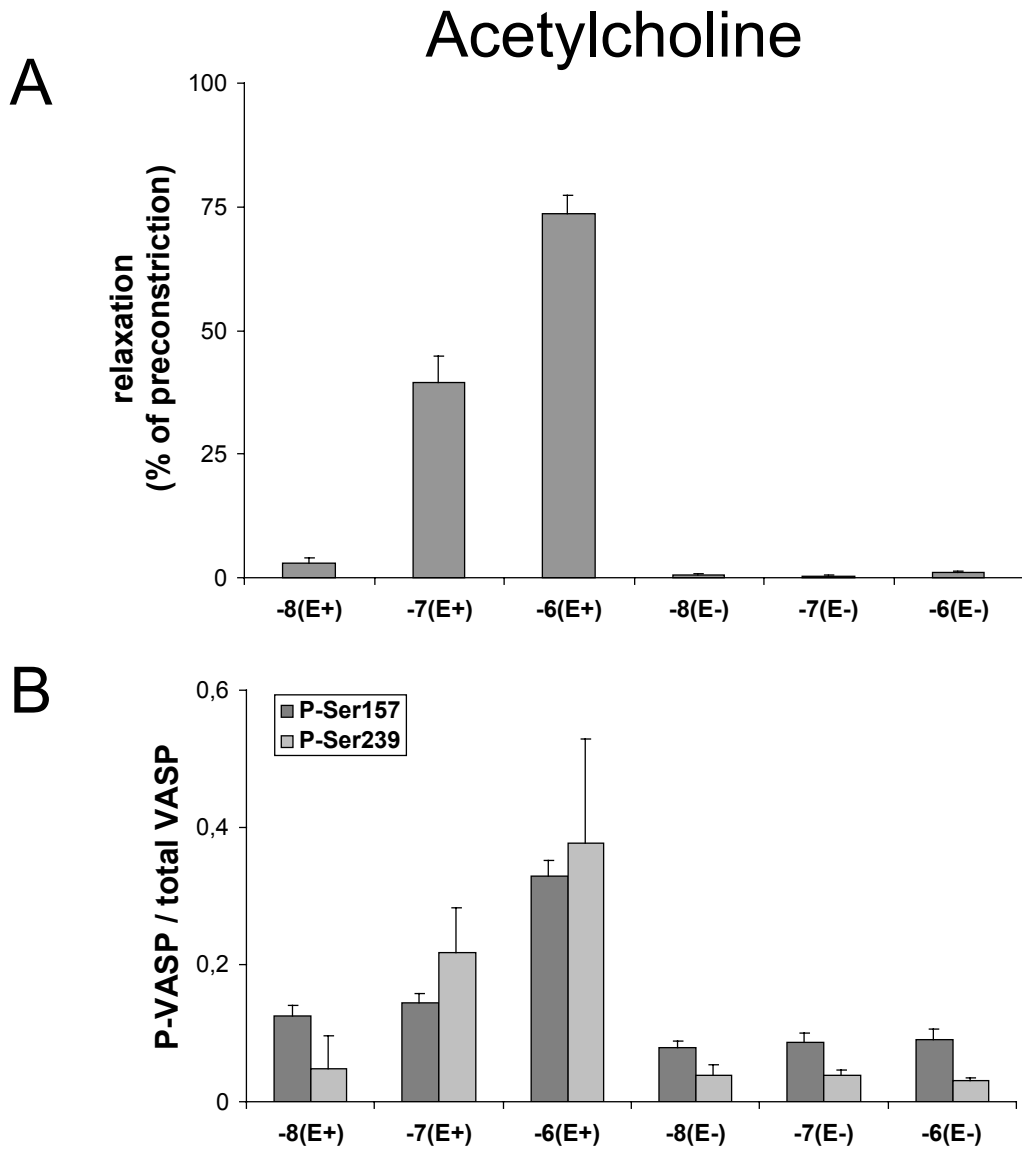 Acetylcholine
A
relaxation
(% of preconstriction)
100
75
50
25
0
-8(E+) -7(E+) -6(E+) -8(E-) -7(E-) -6(E-)
B
P-VASP / total VASP
0,6
0,4
0,2
0
P-Ser157
P-Ser239
-8(E+) -7(E+) -6(E+) -8(E-) -7(E-) -6(E-)